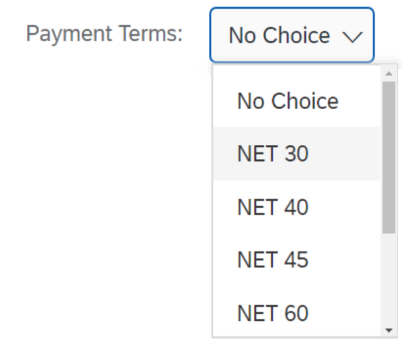 Payment Terms: No Choice
No Choice
NET 30
NET 40
NET 45
NET 60